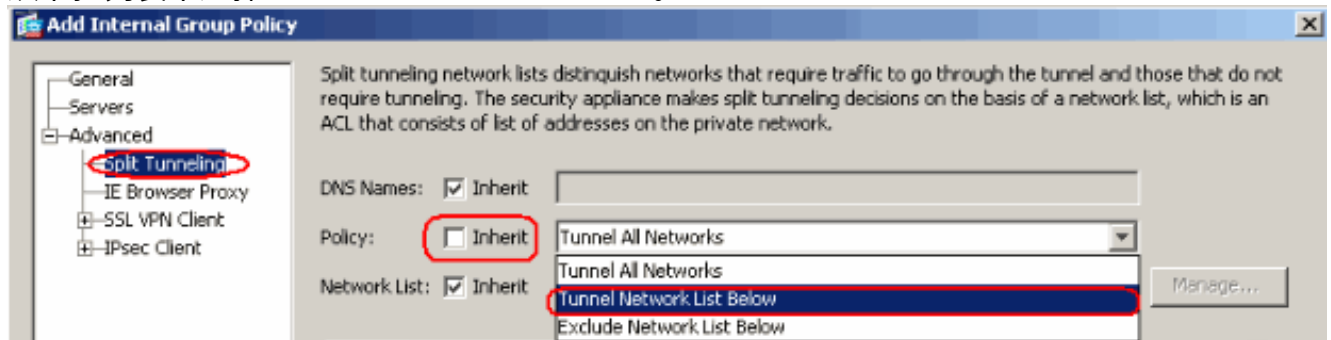 Add Internal Group Policy
General
Servers
Advanced
Split Tunneling
IE Browser Proxy
SSL VPN Client
IPsec Client
Split tunneling network lists distinguish networks that require traffic to go through the tunnel and those that do not
require tunneling. The security appliance makes split tunneling decisions on the basis of a network list, which is an
ACL that consists of list of addresses on the private network.
DNS Names: Inherit
Policy: Inherit Tunnel All Networks
Network List: Inherit
Tunnel All Networks
Tunnel Network List Below
Exclude Network List Below
Manage...